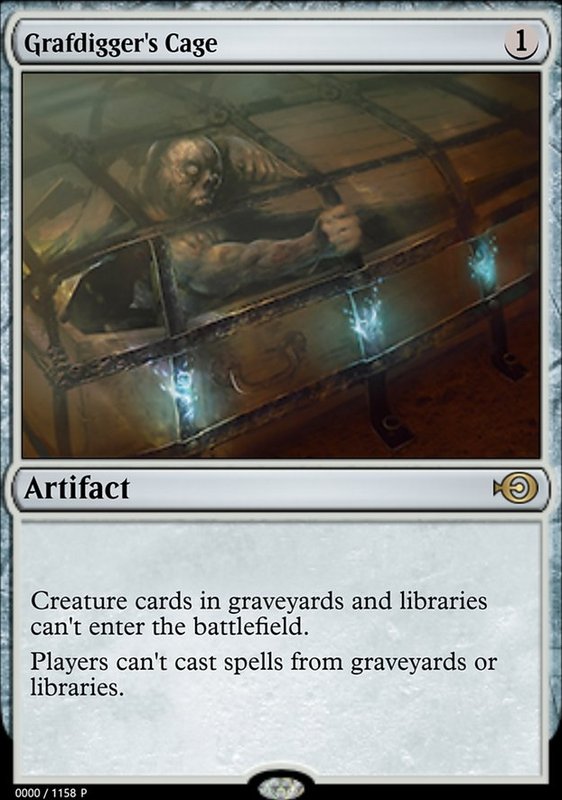 Grafdigger's Cage 1
Artifact
Creature cards in graveyards and libraries
can't enter the battlefield.
Players can't cast spells from graveyards or
libraries.
0000 / 1158 P